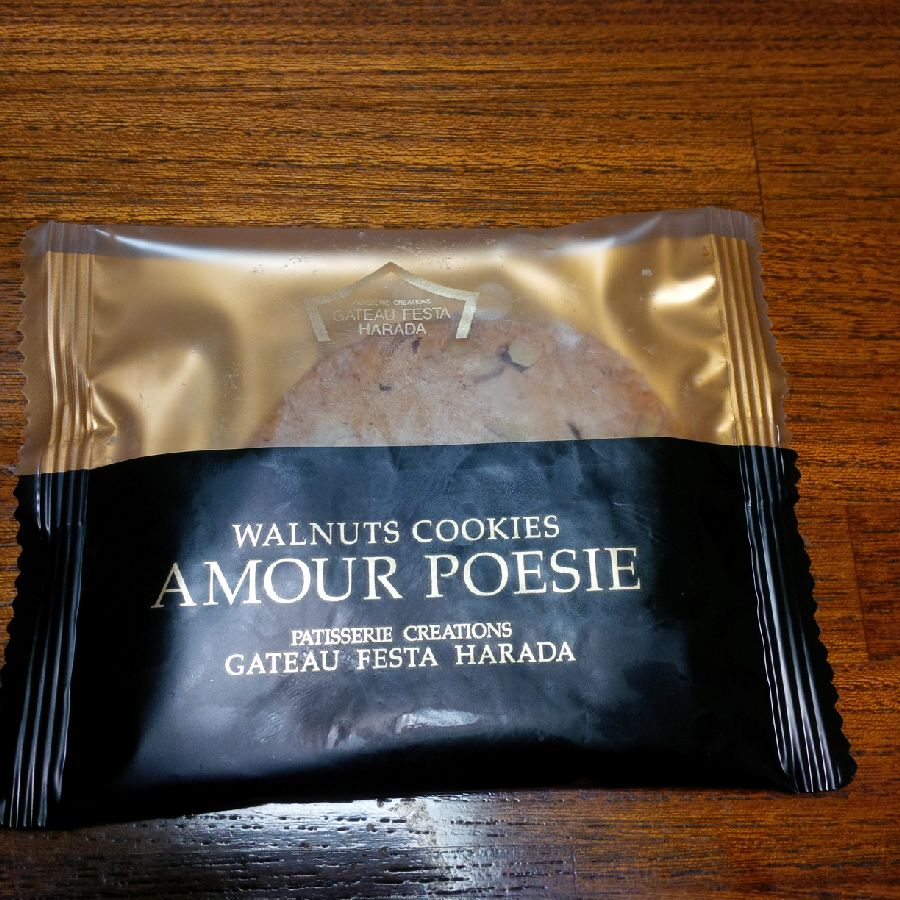 PATISSERIE CREATIONS
GATEAU FESTA
HARADA
WALNUTS COOKIES
AMOUR POESIE
PATISSERIE CREATIONS
GATEAU FESTA HARADA